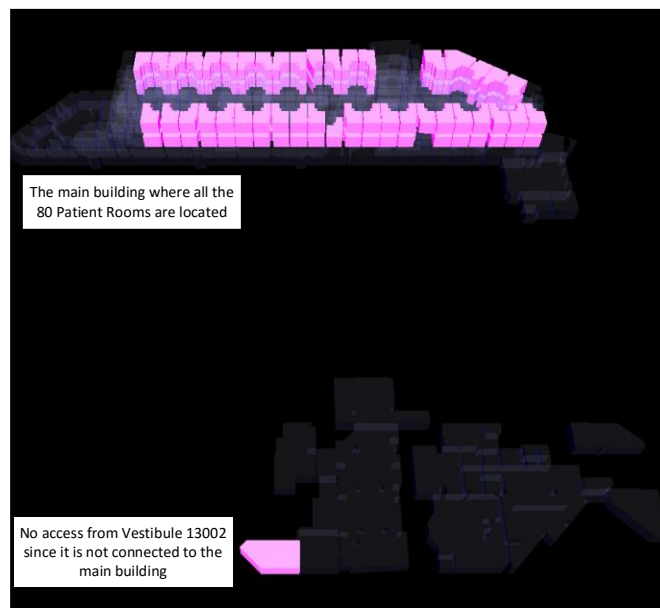 The main building where all the
80 Patient Rooms are located
No access from Vestibule 13002
since it is not connected to the
main building